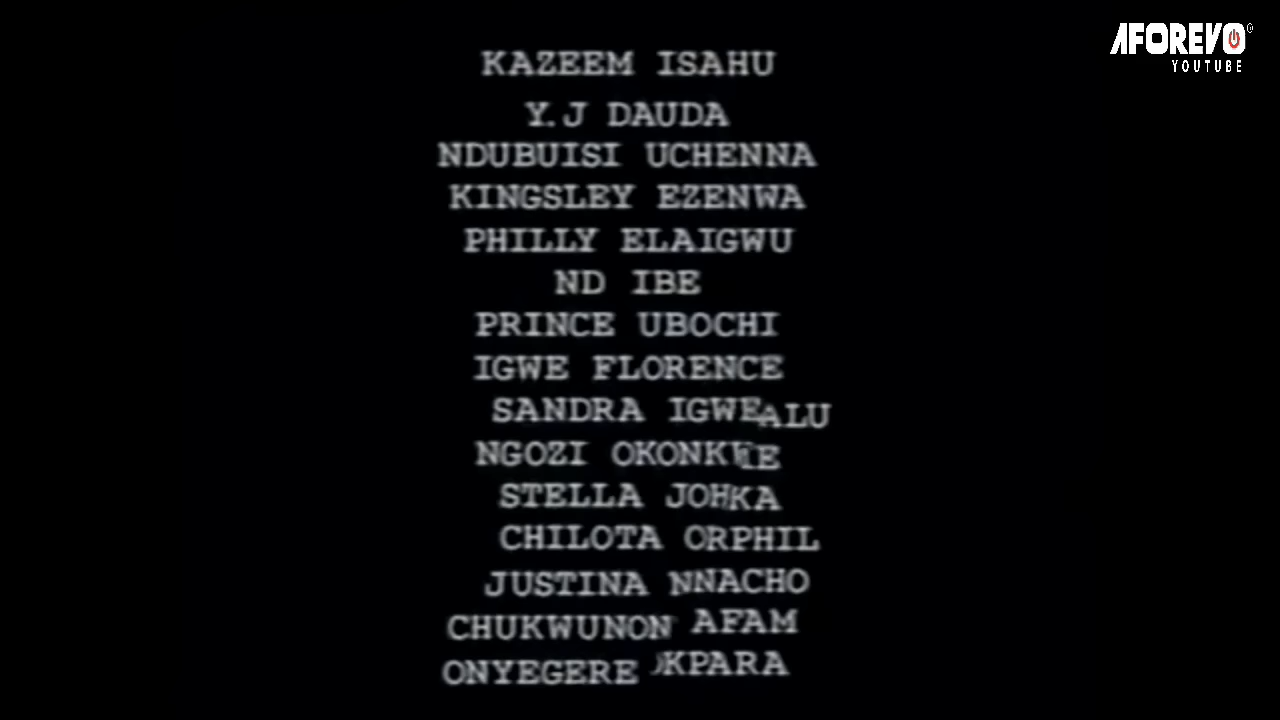 AFOREVO
YOUTUBE
KAZEEM ISAHU
Y.J DAUDA
NDUBUISI UCHENNA
KINGSLEY EZENWA
PHILLY ELAIGWU
ND IBE
PRINCE UBOCHI
IGWE FLORENCE
SANDRA
NGOZI
STELLA
CHILOTA ORPHIL
JUSTINA
CHUKWUNON AFAM
ONYEGERE